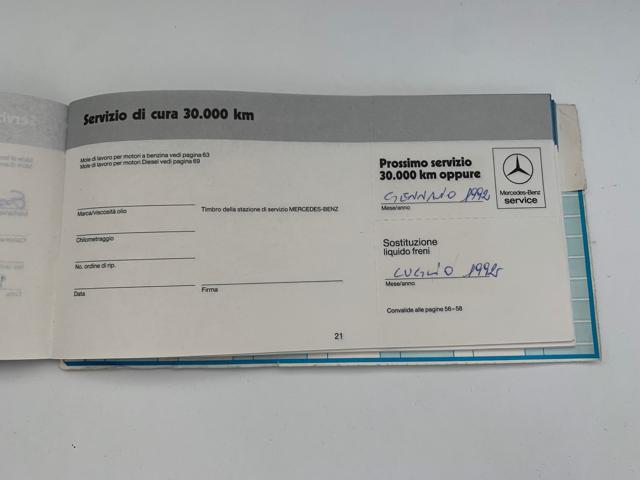 Servizio di cura 30.000 km
Mole di lavoro per motori a benzina vedi pagina 63
Mole di lavoro per motori Diesel vedi pagina 69
Marca/Viscosità olio
Timbro della stazione di servizio MERCEDES-BENZ
Chilometraggio
No. ordine di rip.
Data
Firma
Prossimo servizio
30.000 km oppure
GENNAIO 1992
Mese/anno
Mercedes-Benz
service
Sostituzione
liquido freni
LUGLIO 1992
Mese/anno
Convalide alle pagine 56–58
21